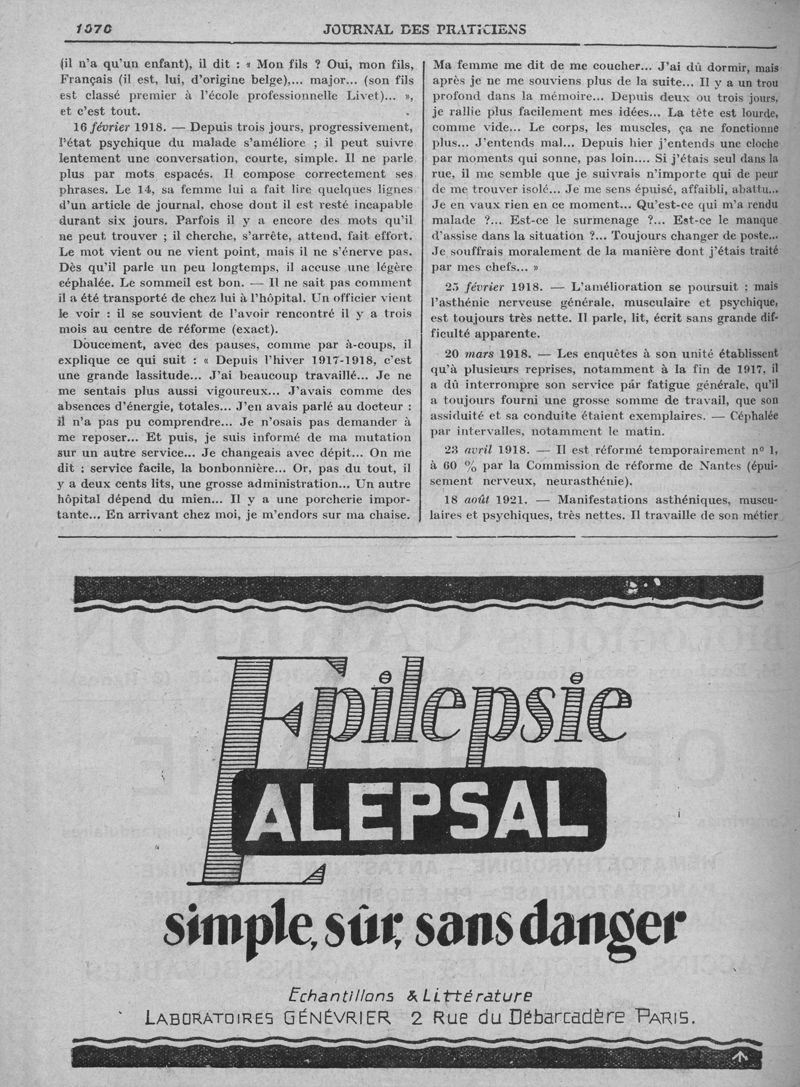 1070
JOURNAL DES PRATICIENS
(il n'a qu'un enfant), il dit : « Mon fils ? Oui, mon fils,
Français (il est, lui, d'origine belge),... major... (son fils
est classé premier à l'école professionnelle Livet)... »,
et c'est tout.
16 février 1918. — Depuis trois jours, progressivement,
l'état psychique du malade s'améliore ; il peut suivre
lentement une conversation, courte, simple. Il ne parle
plus par mots espacés. Il compose correctement ses
phrases. Le 14, sa femme lui a fait lire quelques lignes
d'un article de journal, chose dont il est resté incapable
durant six jours. Parfois il y a encore des mots qu'il
ne peut trouver ; il cherche, s'arrête, attend, fait effort.
Le mot vient ou ne vient point, mais il ne s'énerve pas.
Dès qu'il parle un peu longtemps, il accuse une légère
céphalée. Le sommeil est bon. — Il ne sait pas comment
il a été transporté de chez lui à l'hôpital. Un officier vient
le voir : il se souvient de l'avoir rencontré il y a trois
mois au centre de réforme (exact).
Doucement, avec des pauses, comme par à-coups, il
explique ce qui suit : « Depuis l'hiver 1917-1918, c'est
une grande lassitude... J'ai beaucoup travaillé... Je ne
me sentais plus aussi vigoureux... J'avais comme des
absences d'énergie, totales... J'en avais parlé au docteur :
il n'a pas pu comprendre... Je n'osais pas demander à
me reposer... Et puis, je suis informé de ma mutation
sur un autre service... Je changeais avec dépit... On me
dit : service facile, la bonbonnière... Or, pas du tout, il
y a deux cents lits, une grosse administration... Un autre
hôpital dépend du mien... Il y a une porcherie impor-
tante... En arrivant chez moi, je m'endors sur ma chaise.
Ma femme me dit de me coucher... J'ai dû dormir, mais
après je ne me souviens plus de la suite... Il y a un trou
profond dans la mémoire... Depuis deux ou trois jours,
je rallie plus facilement mes idées... La tête est lourde,
comme vide... Le corps, les muscles, ça ne fonctionne
plus... J'entends mal... Depuis hier j'entends une cloche
par moments qui sonne, pas loin.... Si j'étais seul dans la
rue, il me semble que je suivrais n'importe qui de peur
de me trouver isolé... Je me sens épuisé, affaibli, abattu...
Je en vaux rien en ce moment... Qu'est-ce qui m'a rendu
malade ?... Est-ce le surmenage ?... Est-ce le manque
d'assise dans la situation ?... Toujours changer de poste...
Je souffrais moralement de la manière dont j'étais traité
par mes chefs... »
25 février 1918. — L'amélioration se poursuit ; mais
l'asthénie nerveuse générale, musculaire et psychique,
est toujours très nette. Il parle, lit, écrit sans grande dif-
ficulté apparente.
20 mars 1918. — Les enquêtes à son unité établissent
qu'à plusieurs reprises, notamment à la fin de 1917, il
a dû interrompre son service par fatigue générale, qu'il
a toujours fourni une grosse somme de travail, que son
assiduité et sa conduite étaient exemplaires. — Céphalée
par intervalles, notamment le matin.
23 avril 1918. — Il est réformé temporairement n° 1,
à 60 % par la Commission de réforme de Nantes (épui-
sement nerveux, neurasthénie).
18 août 1921. — Manifestations asthéniques, muscu-
laires et psychiques, très nettes. Il travaille de son métier
Epilepsie
ALEPSAL
simple, sûr, sans danger
Echantillons & Littérature
LABORATOIRES GÉNÉVRIER 2 Rue du Débarcadère PARIS.